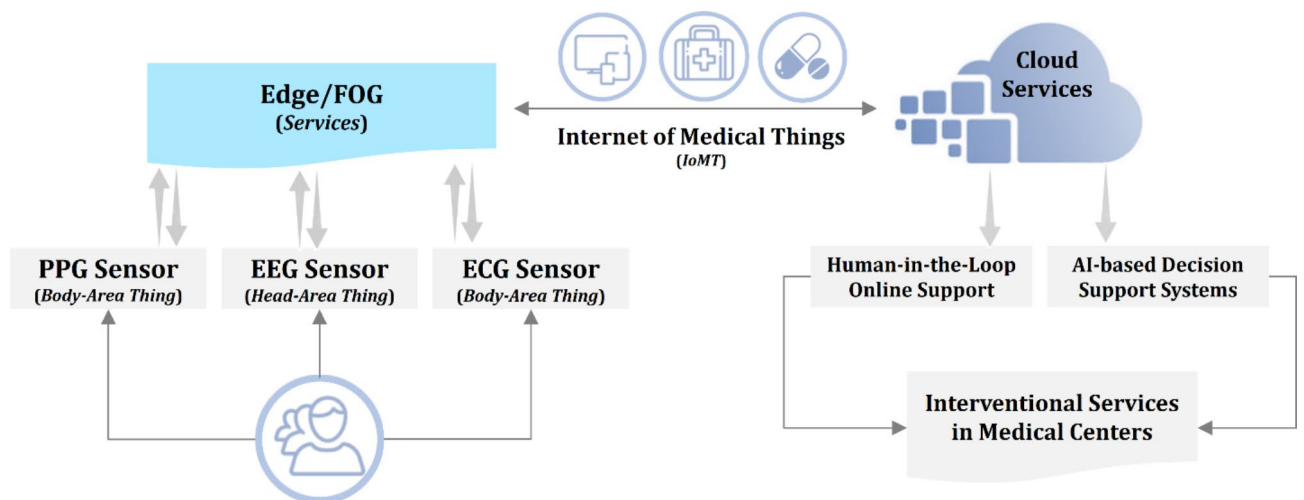 Edge/FOG
(Services)
Internet of Medical Things
(IoMT)
Cloud
Services
PPG Sensor
(Body-Area Thing)
EEG Sensor
(Head-Area Thing)
ECG Sensor
(Body-Area Thing)
Human-in-the-Loop
Online Support
AI-based Decision
Support Systems
Interventional Services
in Medical Centers